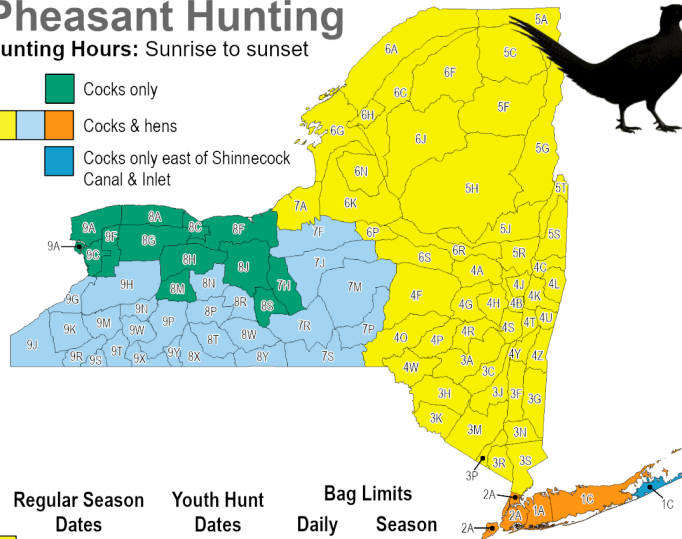 Pheasant Hunting
unting Hours: Sunrise to sunset
Cocks only
Cocks & hens
Cocks only east of Shinnecock
Canal & Inlet
5A
6A
5C
6F
6C
5F
6H
6G
6J
5G
6N
5H
5T
7A
6K
9A
8A
8C
8F
7F
6P
5J
5S
9F
8G
9A
9C
6R
5R
8H
8J
7J
6S
4A
4C
9H
8M
8N
7H
7M
4J
4L
9G
8R
8S
4F
4G
4H
4B
4K
9N
8P
9K
9M
9W
9P
7R
7P
4R
4S
4T
4U
9J
8T
8W
4O
4P
9R
9S
9T
9X
9Y
8X
8Y
7S
4W
3A
4Y
4Z
3C
3H
3J
3F
3G
3K
3M
3N
3P
3R
3S
2A
2A
1A
1C
1C
2A
Regular Season
Dates
Youth Hunt
Dates
Bag Limits
Daily
Season